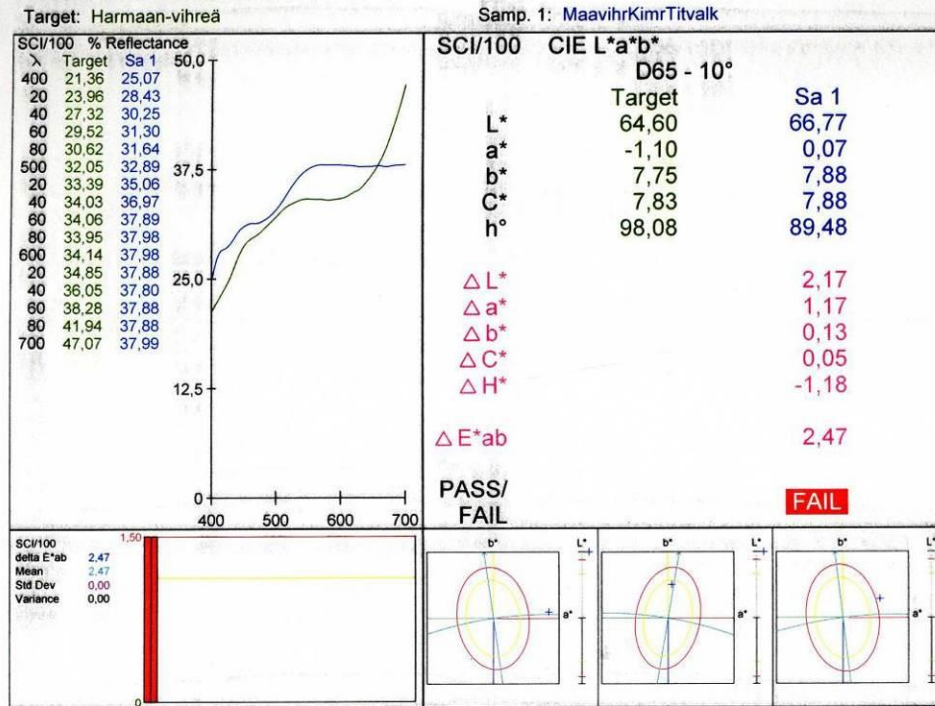 Target: Harmaan-vihreä Samp. 1: MaavihrKimrTitvalk
SCI/100 % Reflectance
λ Target Sa 1
400 21,36 25,07
20 23,96 28,43
40 27,32 30,25
60 29,52 31,30
80 30,62 31,64
500 32,05 32,89
20 33,39 35,06
40 34,03 36,97
60 34,06 37,89
80 33,95 37,98
600 34,14 37,98
20 34,85 37,88
40 36,05 37,80
60 38,28 37,88
80 41,94 37,88
700 47,07 37,99
50,0
37,5
25,0
12,5
0
400 500 600 700
SCI/100 CIE L*a*b*
D65 - 10°
Target Sa 1
L* 64,60 66,77
a* -1,10 0,07
b* 7,75 7,88
C* 7,83 7,88
h° 98,08 89,48
△ L* 2,17
△ a* 1,17
△ b* 0,13
△ C* 0,05
△ H* -1,18
△ E*ab 2,47
PASS/
FAIL FAIL
SCI/100
delta E*ab 2,47
Mean 2,47
Std Dev 0,00
Variance 0,00
1,50
0
b* L*
a*
b* L*
a*
b* L*
a*